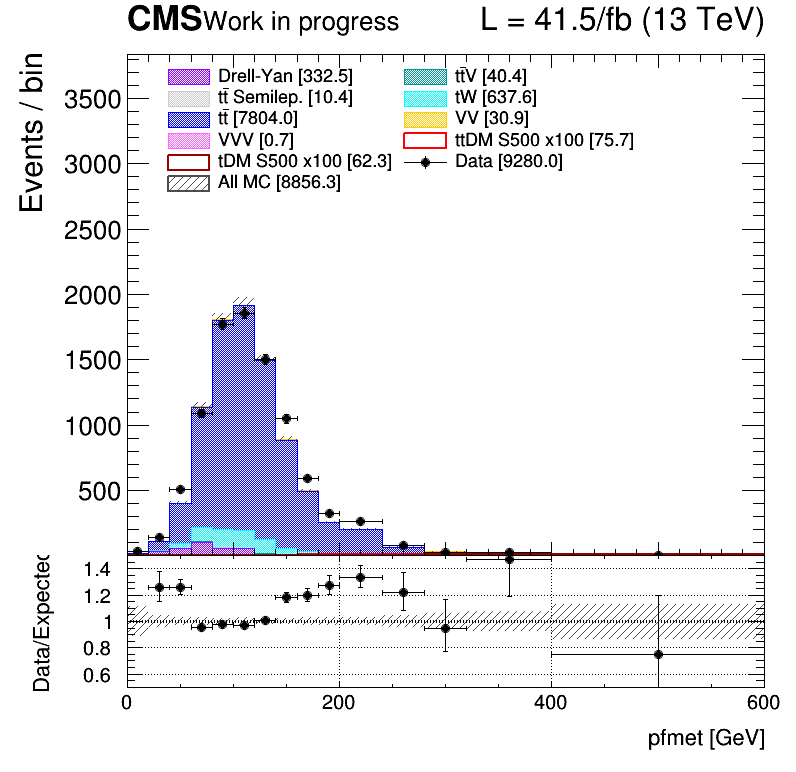 CMS Work in progress L = 41.5/fb (13 TeV)
Events / bin
3500
3000
2500
2000
1500
1000
500
Drell-Yan [332.5] tt̄V [40.4]
tt̄ Semilep. [10.4] tW [637.6]
tt̄ [7804.0] VV [30.9]
VVV [0.7] ttDM S500 x100 [75.7]
tDM S500 x100 [62.3] Data [9280.0]
All MC [8856.3]
Data/Expected
1.4
1.2
1
0.8
0.6
0 200 400 600
pfmet [GeV]